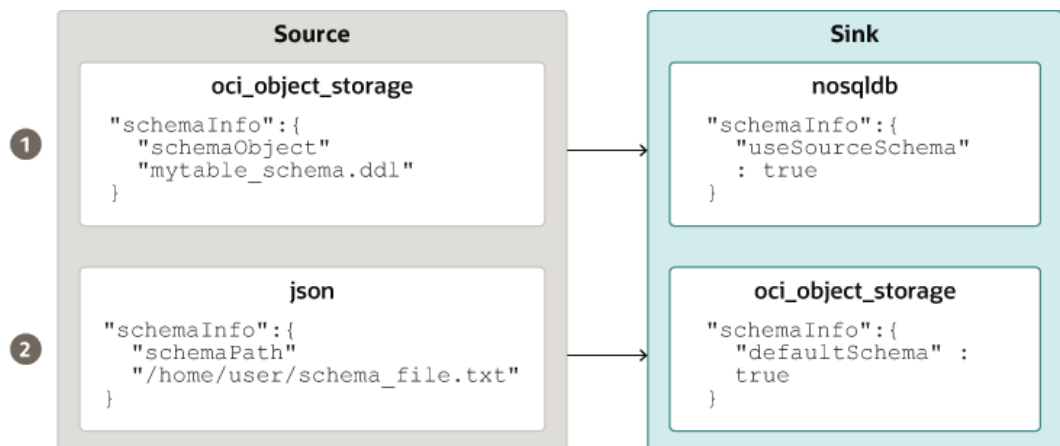 Source
Sink
1
oci_object_storage
"schemaInfo":{
"schemaObject"
"mytable_schema.ddl"
}
nosqldb
"schemaInfo":{
"useSourceSchema"
: true
}
2
json
"schemaInfo":{
"schemaPath"
"/home/user/schema_file.txt"
}
oci_object_storage
"schemaInfo":{
"defaultSchema" :
true
}